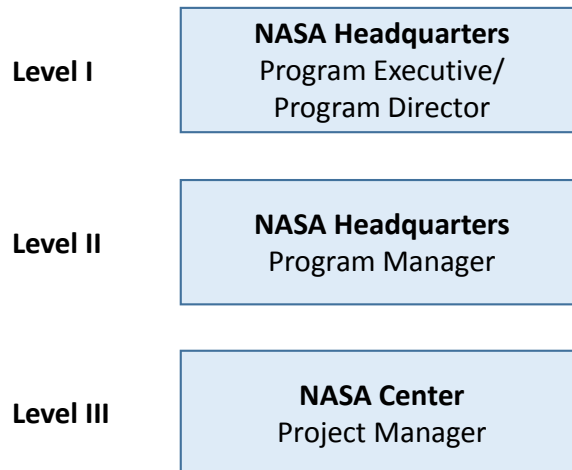 Level I
NASA Headquarters
Program Executive/
Program Director
Level II
NASA Headquarters
Program Manager
Level III
NASA Center
Project Manager